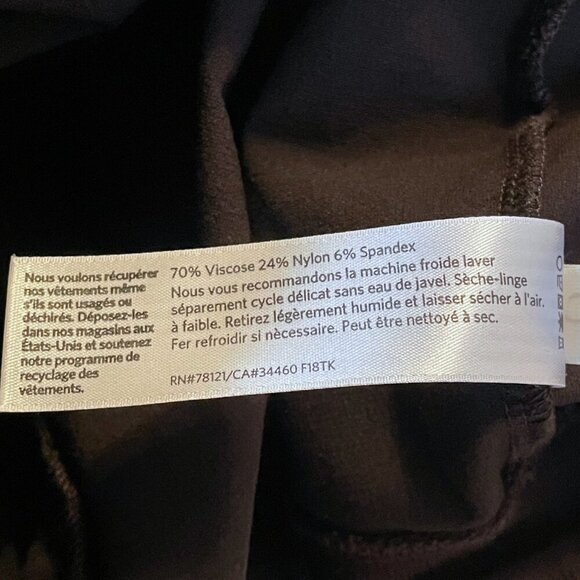 Nous voulons récupérer
nos vêtements même
s'ils sont usagés ou
déchirés. Déposez-les
dans nos magasins aux
États-Unis et soutenez
notre programme de
recyclage des
vêtements.
70% Viscose 24% Nylon 6% Spandex
Nous vous recommandons la machine froide laver
séparement cycle délicat sans eau de javel. Sèche-linge
à faible. Retirez légèrement humide et laisser sécher à l'air.
Fer refroidir si nècessaire. Peut être nettoyé à sec.
RN#78121/CA#34460 F18TK